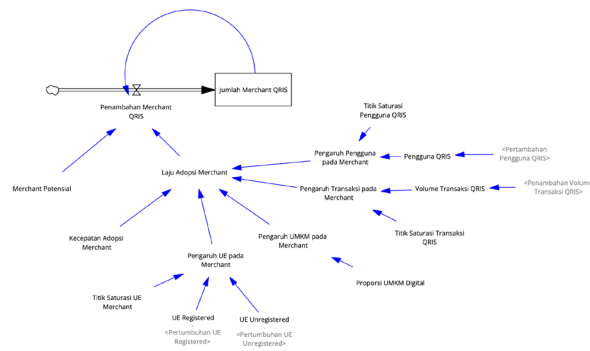 Jumlah Merchant QRIS
Penambahan Merchant
QRIS
Titik Saturasi
Pengguna QRIS
Pengaruh Pengguna
pada Merchant
Pengguna QRIS
<Pertambahan
Pengguna QRIS>
Laju Adopsi Merchant
Merchant Potensial
Pengaruh Transaksi pada
Merchant
Volume Transaksi QRIS
<Penambahan Volum
Transaksi QRIS>
Kecepatan Adopsi
Merchant
Pengaruh UMKM pada
Merchant
Titik Saturasi Transaksi
QRIS
Pengaruh UE pada
Merchant
Proporsi UMKM Digital
Titik Saturasi UE
Merchant
UE Registered
<Pertumbuhan UE
Registered>
UE Unregistered
<Pertumbuhan UE
Unregistered>